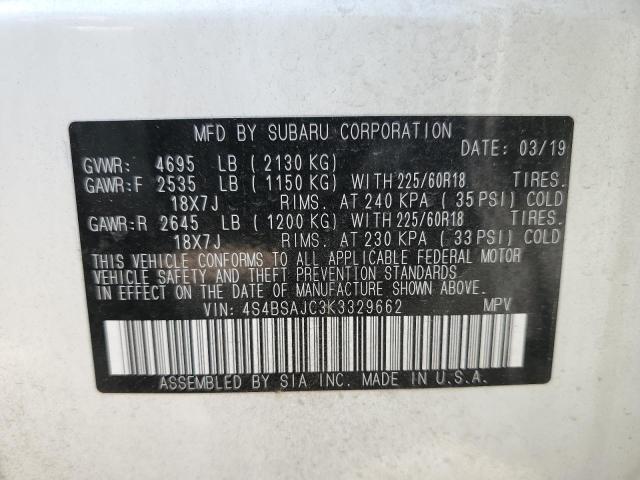 MFD BY SUBARU CORPORATION
DATE: 03/19
GVWR: 4695 LB (2130 KG)
GAWR:F 2535 LB (1150 KG) WITH 225/60R18 TIRES.
18X7J RIMS. AT 240 KPA (35 PSI) COLD
GAWR:R 2645 LB (1200 KG) WITH 225/60R18 TIRES.
18X7J RIMS. AT 230 KPA (33 PSI) COLD
THIS VEHICLE CONFORMS TO ALL APPLICABLE FEDERAL MOTOR
VEHICLE SAFETY AND THEFT PREVENTION STANDARDS
IN EFFECT ON THE DATE OF MANUFACTURE SHOWN ABOVE.
VIN: 4S4BSAJC3K3329662 MPV
ASSEMBLED BY SIA INC. MADE IN U.S.A.